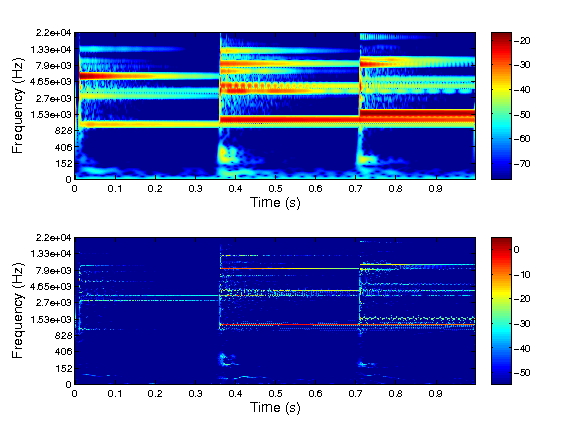 2.2e+04
1.33e+04
7.9e+03
4.65e+03
2.7e+03
1.53e+03
828
406
152
0
Frequency (Hz)
0 0.1 0.2 0.3 0.4 0.5 0.6 0.7 0.8 0.9
Time (s)
−20
−30
−40
−50
−60
−70
2.2e+04
1.33e+04
7.9e+03
4.65e+03
2.7e+03
1.53e+03
828
406
152
0
Frequency (Hz)
0 0.1 0.2 0.3 0.4 0.5 0.6 0.7 0.8 0.9
Time (s)
0
−10
−20
−30
−40
−50